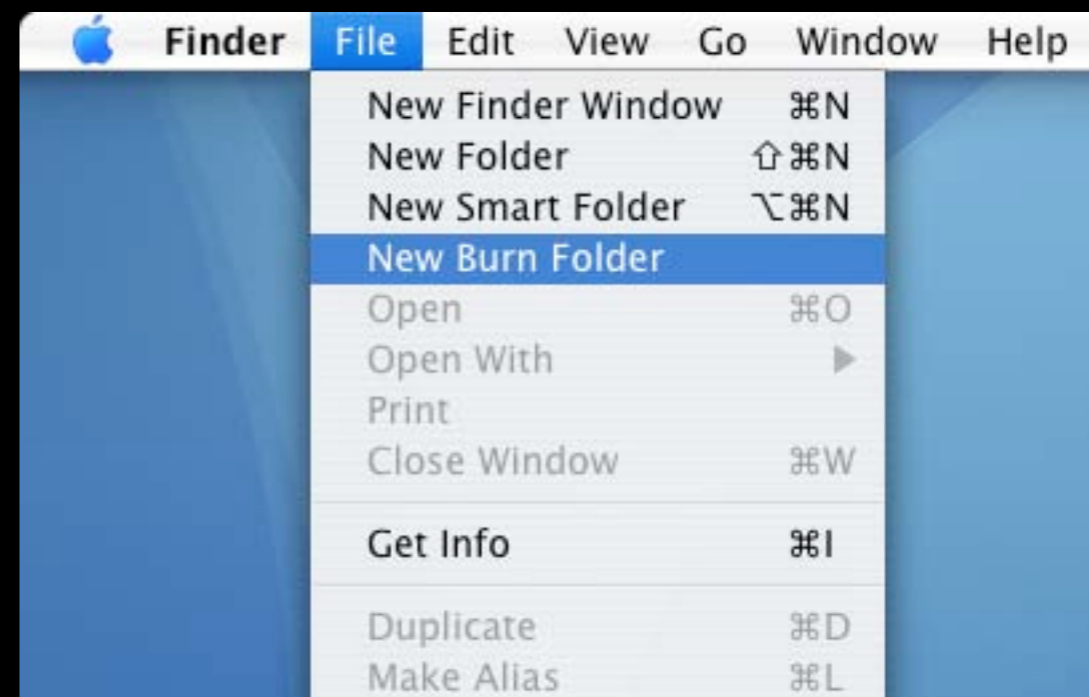 Finder File Edit View Go Window Help
New Finder Window ⌘N
New Folder ⇧⌘N
New Smart Folder ⌥⌘N
New Burn Folder
Open ⌘O
Open With ▶
Print
Close Window ⌘W
Get Info ⌘I
Duplicate ⌘D
Make Alias ⌘L